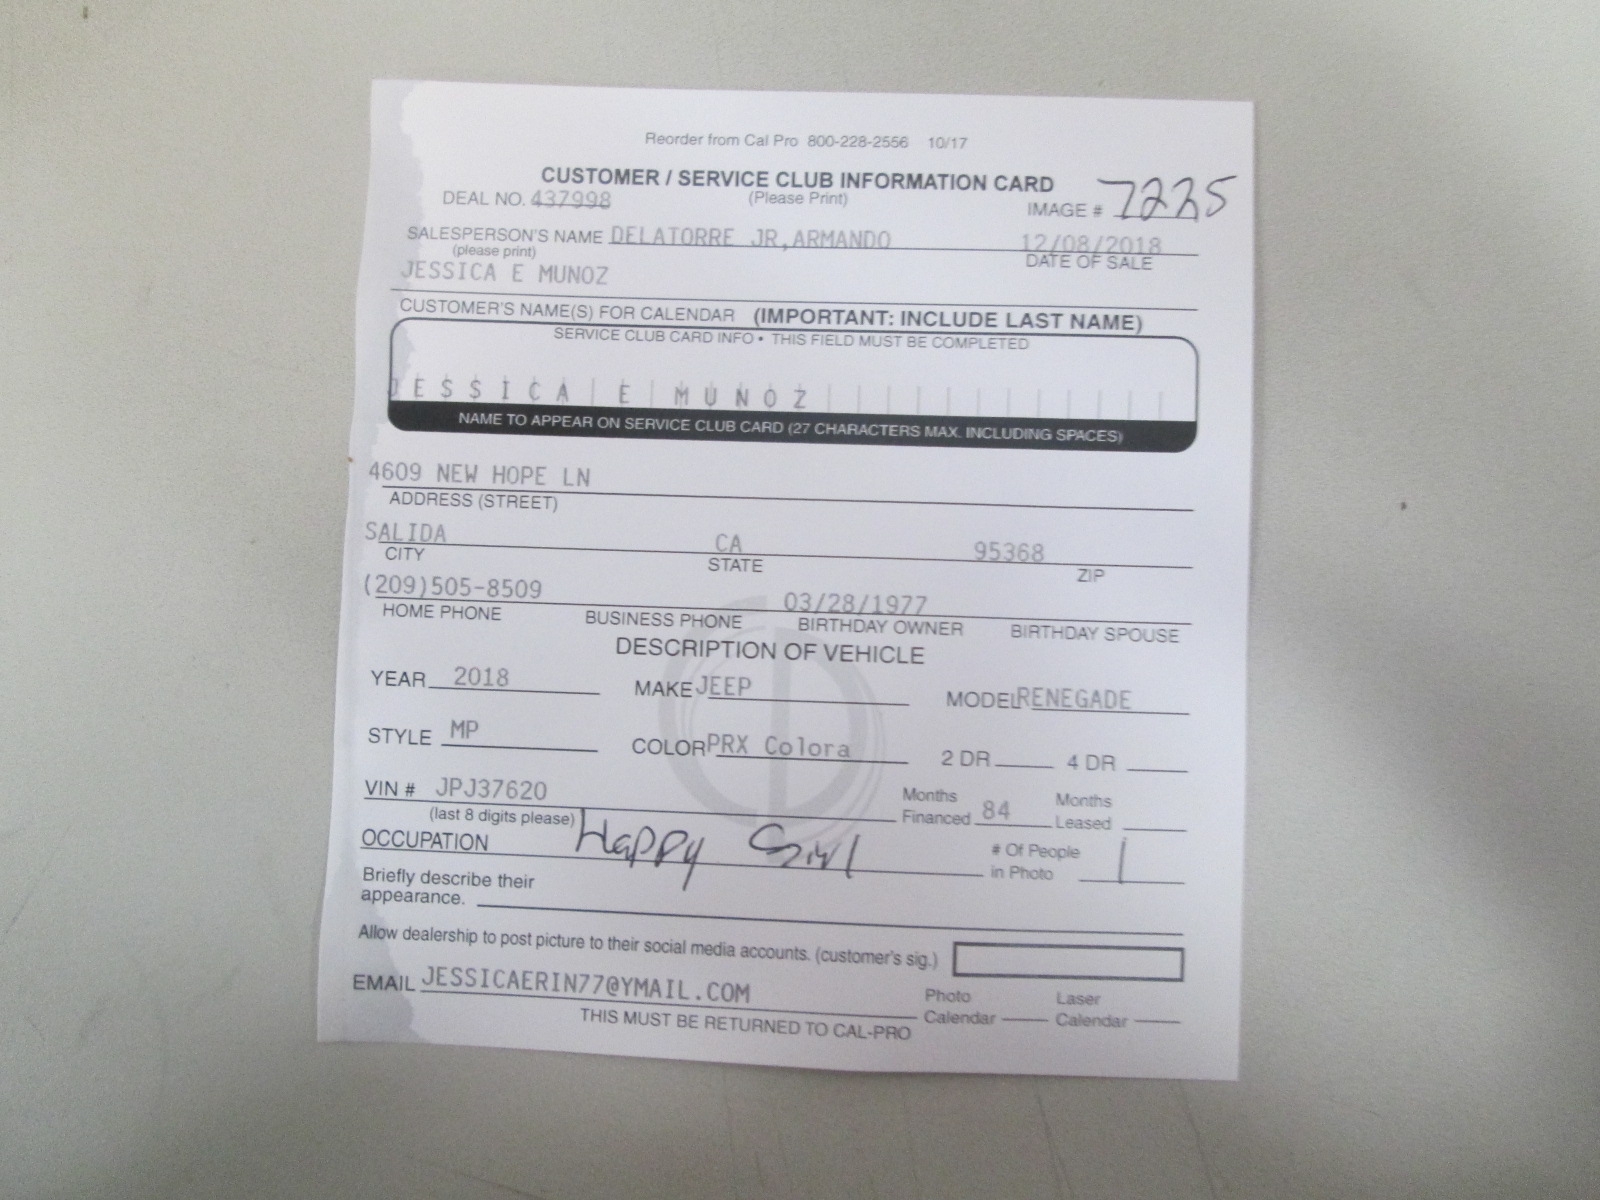 Reorder from Cal Pro 800-228-2556 10/17
CUSTOMER / SERVICE CLUB INFORMATION CARD
DEAL NO. 437998 (Please Print) IMAGE # 7225
SALESPERSON'S NAME DELATORRE JR,ARMANDO 12/08/2018
(please print) DATE OF SALE
JESSICA E MUNOZ
CUSTOMER'S NAME(S) FOR CALENDAR (IMPORTANT: INCLUDE LAST NAME)
SERVICE CLUB CARD INFO • THIS FIELD MUST BE COMPLETED
JESSICA E MUNOZ
NAME TO APPEAR ON SERVICE CLUB CARD (27 CHARACTERS MAX. INCLUDING SPACES)
4609 NEW HOPE LN
ADDRESS (STREET)
SALIDA CA 95368
CITY STATE ZIP
(209)505-8509 03/28/1977
HOME PHONE BUSINESS PHONE BIRTHDAY OWNER BIRTHDAY SPOUSE
DESCRIPTION OF VEHICLE
YEAR 2018 MAKE JEEP MODEL RENEGADE
STYLE MP COLOR PRX Colora 2 DR 4 DR
VIN # JPJ37620 Months Financed 84 Months Leased
(last 8 digits please)
OCCUPATION Happy Girl # Of People in Photo 1
Briefly describe their
appearance.
Allow dealership to post picture to their social media accounts. (customer's sig.)
EMAIL JESSICAERIN77@YMAIL.COM Photo Calendar Laser Calendar
THIS MUST BE RETURNED TO CAL-PRO